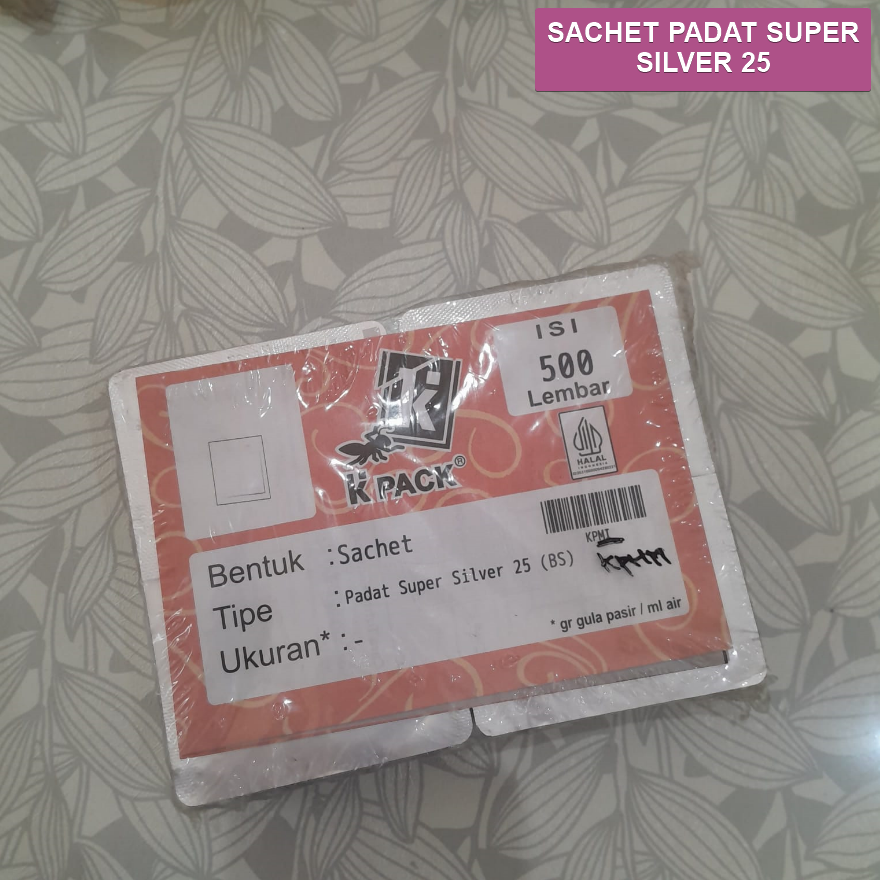 SACHET PADAT SUPER
SILVER 25
ISI
500
Lembar
HALAL
INDONESIA
K PACK®
KPMT
Bentuk :Sachet
Tipe :Padat Super Silver 25 (BS)
Ukuran* :-
* gr gula pasir / ml air